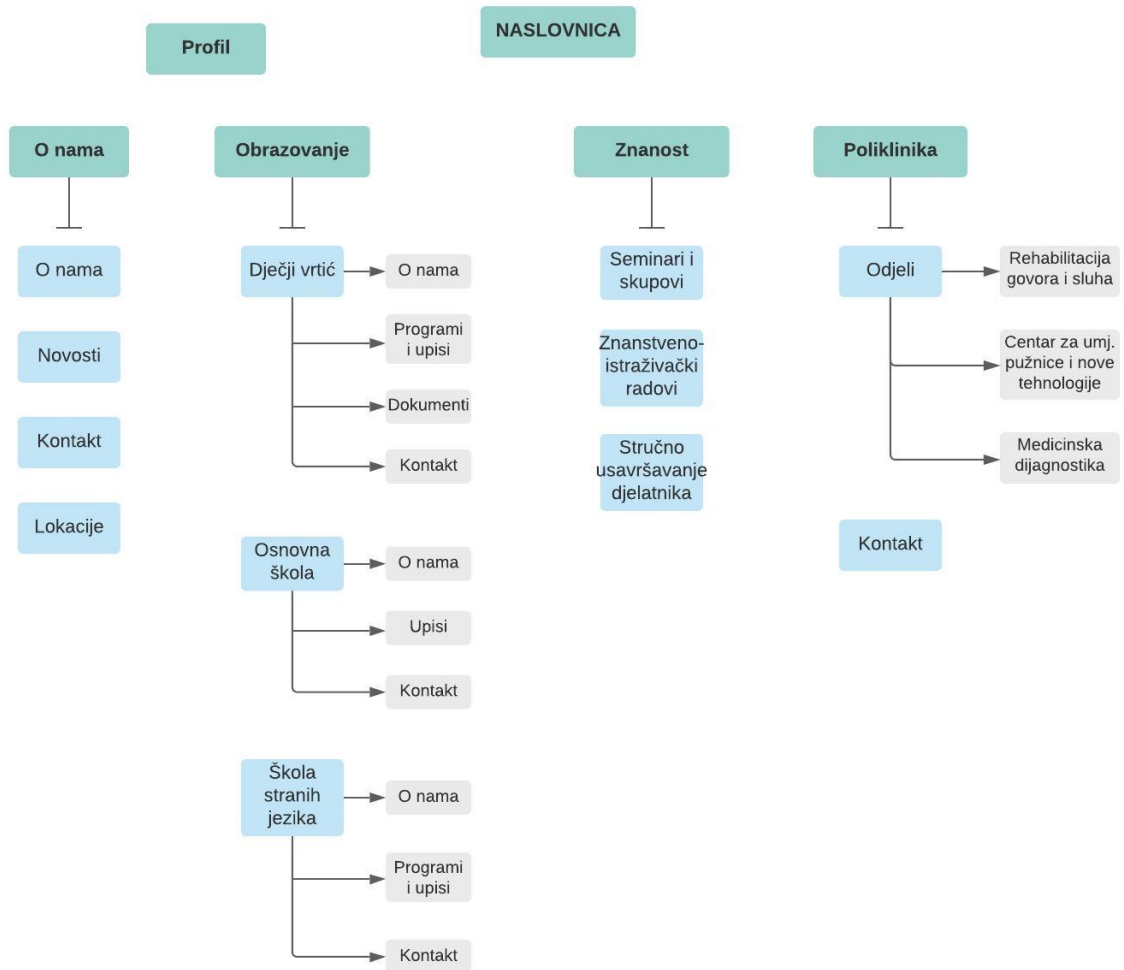 NASLOVNICA
Profil
O nama
O nama
Novosti
Kontakt
Lokacije
Obrazovanje
Dječji vrtić
O nama
Programi
i upisi
Dokumenti
Kontakt
Osnovna
škola
O nama
Upisi
Kontakt
Škola
stranih
jezika
O nama
Programi
i upisi
Kontakt
Znanost
Seminari i
skupovi
Znanstveno-
istraživački
radovi
Stručno
usavršavanje
djelatnika
Poliklinika
Odjeli
Rehabilitacija
govora i sluha
Centar za umj.
pužnice i nove
tehnologije
Medicinska
dijagnostika
Kontakt